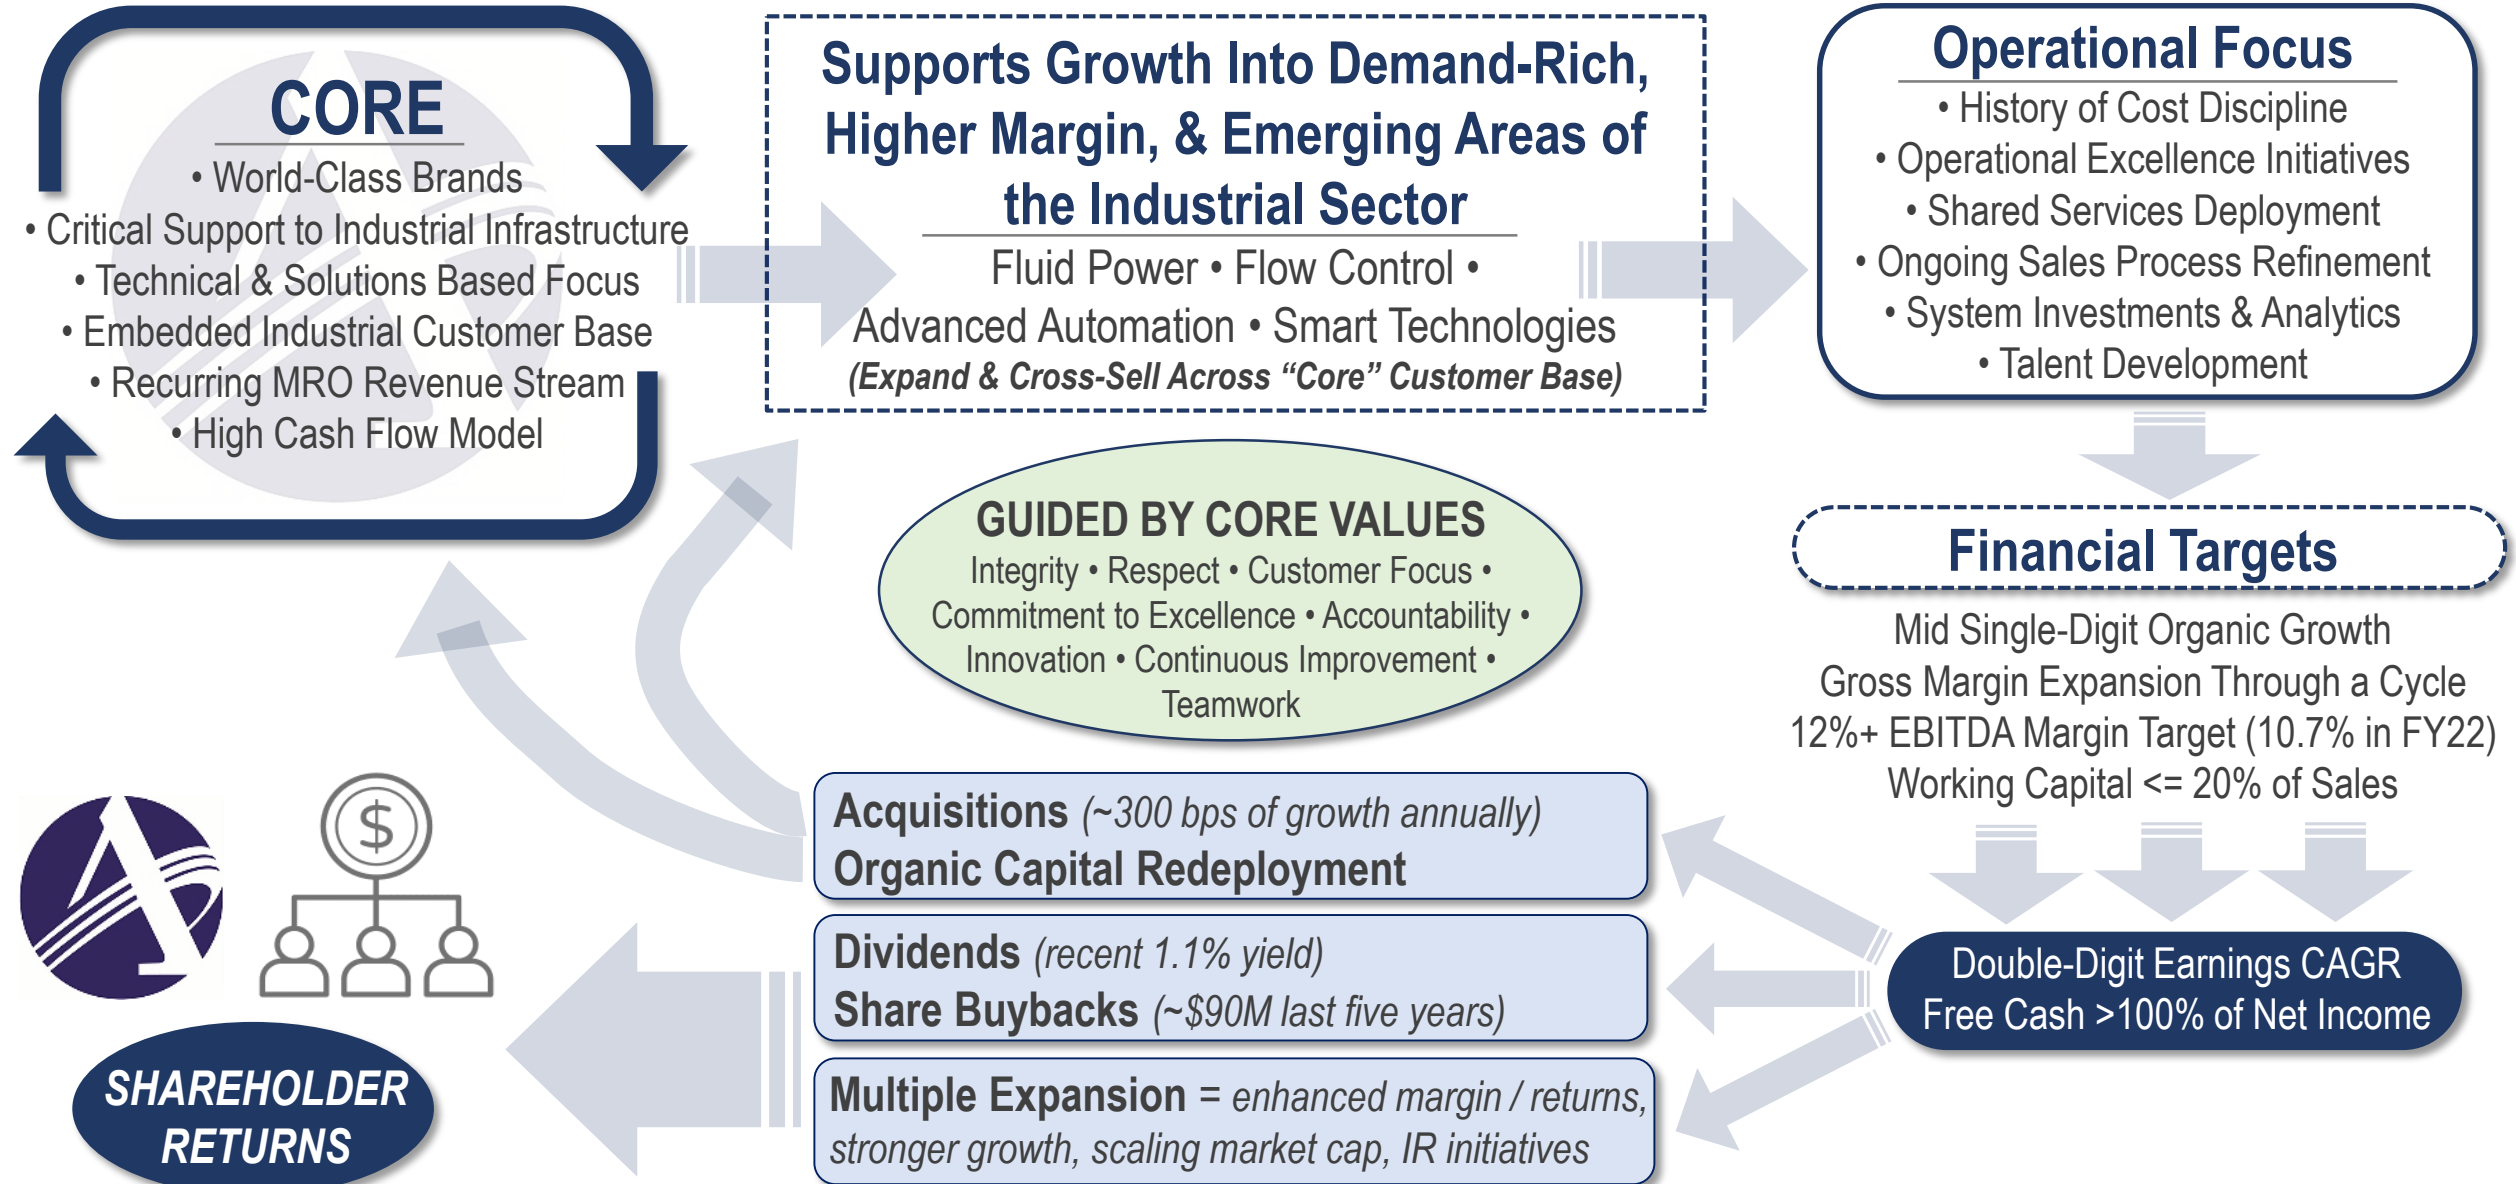 CORE
• World-Class Brands
• Critical Support to Industrial Infrastructure
• Technical & Solutions Based Focus
• Embedded Industrial Customer Base
• Recurring MRO Revenue Stream
• High Cash Flow Model
Supports Growth Into Demand-Rich,
Higher Margin, & Emerging Areas of
the Industrial Sector
Fluid Power • Flow Control •
Advanced Automation • Smart Technologies
(Expand & Cross-Sell Across “Core” Customer Base)
Operational Focus
• History of Cost Discipline
• Operational Excellence Initiatives
• Shared Services Deployment
• Ongoing Sales Process Refinement
• System Investments & Analytics
• Talent Development
GUIDED BY CORE VALUES
Integrity • Respect • Customer Focus •
Commitment to Excellence • Accountability •
Innovation • Continuous Improvement •
Teamwork
Financial Targets
Mid Single-Digit Organic Growth
Gross Margin Expansion Through a Cycle
12%+ EBITDA Margin Target (10.7% in FY22)
Working Capital <= 20% of Sales
Double-Digit Earnings CAGR
Free Cash >100% of Net Income
Acquisitions (~300 bps of growth annually)
Organic Capital Redeployment
Dividends (recent 1.1% yield)
Share Buybacks (~$90M last five years)
Multiple Expansion = enhanced margin / returns,
stronger growth, scaling market cap, IR initiatives
$
SHAREHOLDER
RETURNS